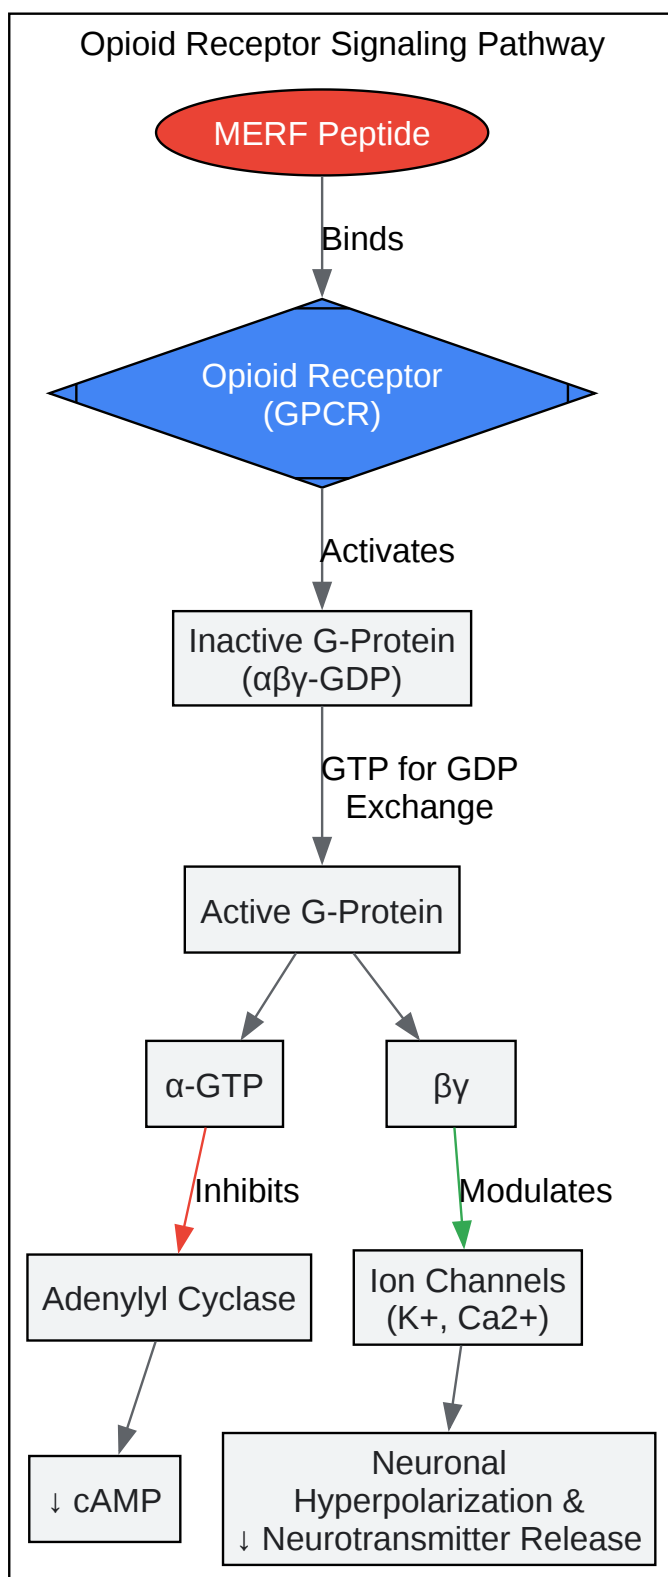 Opioid Receptor Signaling Pathway
MERF Peptide
Binds
Opioid Receptor
(GPCR)
Activates
Inactive G-Protein
(αβγ-GDP)
GTP for GDP
Exchange
Active G-Protein
α-GTP
βγ
Inhibits
Modulates
Adenylyl Cyclase
Ion Channels
(K+, Ca2+)
↓ cAMP
Neuronal
Hyperpolarization &
↓ Neurotransmitter Release